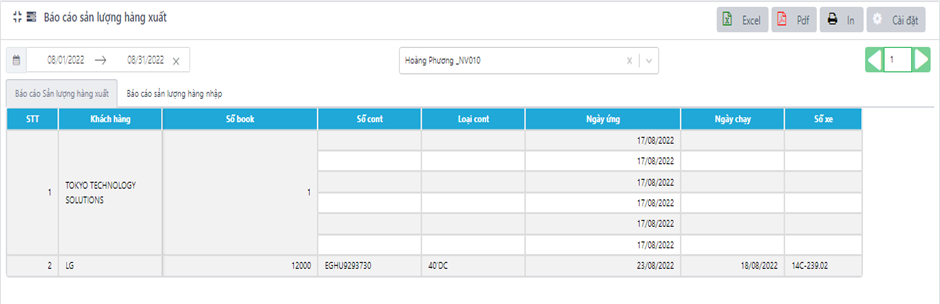 Báo cáo sản lượng hàng xuất
Excel Pdf In Cài đặt
08/01/2022 → 08/31/2022 x
Hoàng Phương _NV010 x
1
Báo cáo Sản lượng hàng xuất Báo cáo sản lượng hàng nhập
STT Khách hàng Số book Số cont Loại cont Ngày ứng Ngày chạy Số xe
17/08/2022
17/08/2022
17/08/2022
1 TOKYO TECHNOLOGY SOLUTIONS 1
17/08/2022
17/08/2022
17/08/2022
2 LG 12000 EGHU9293730 40'DC 23/08/2022 18/08/2022 14C-239.02